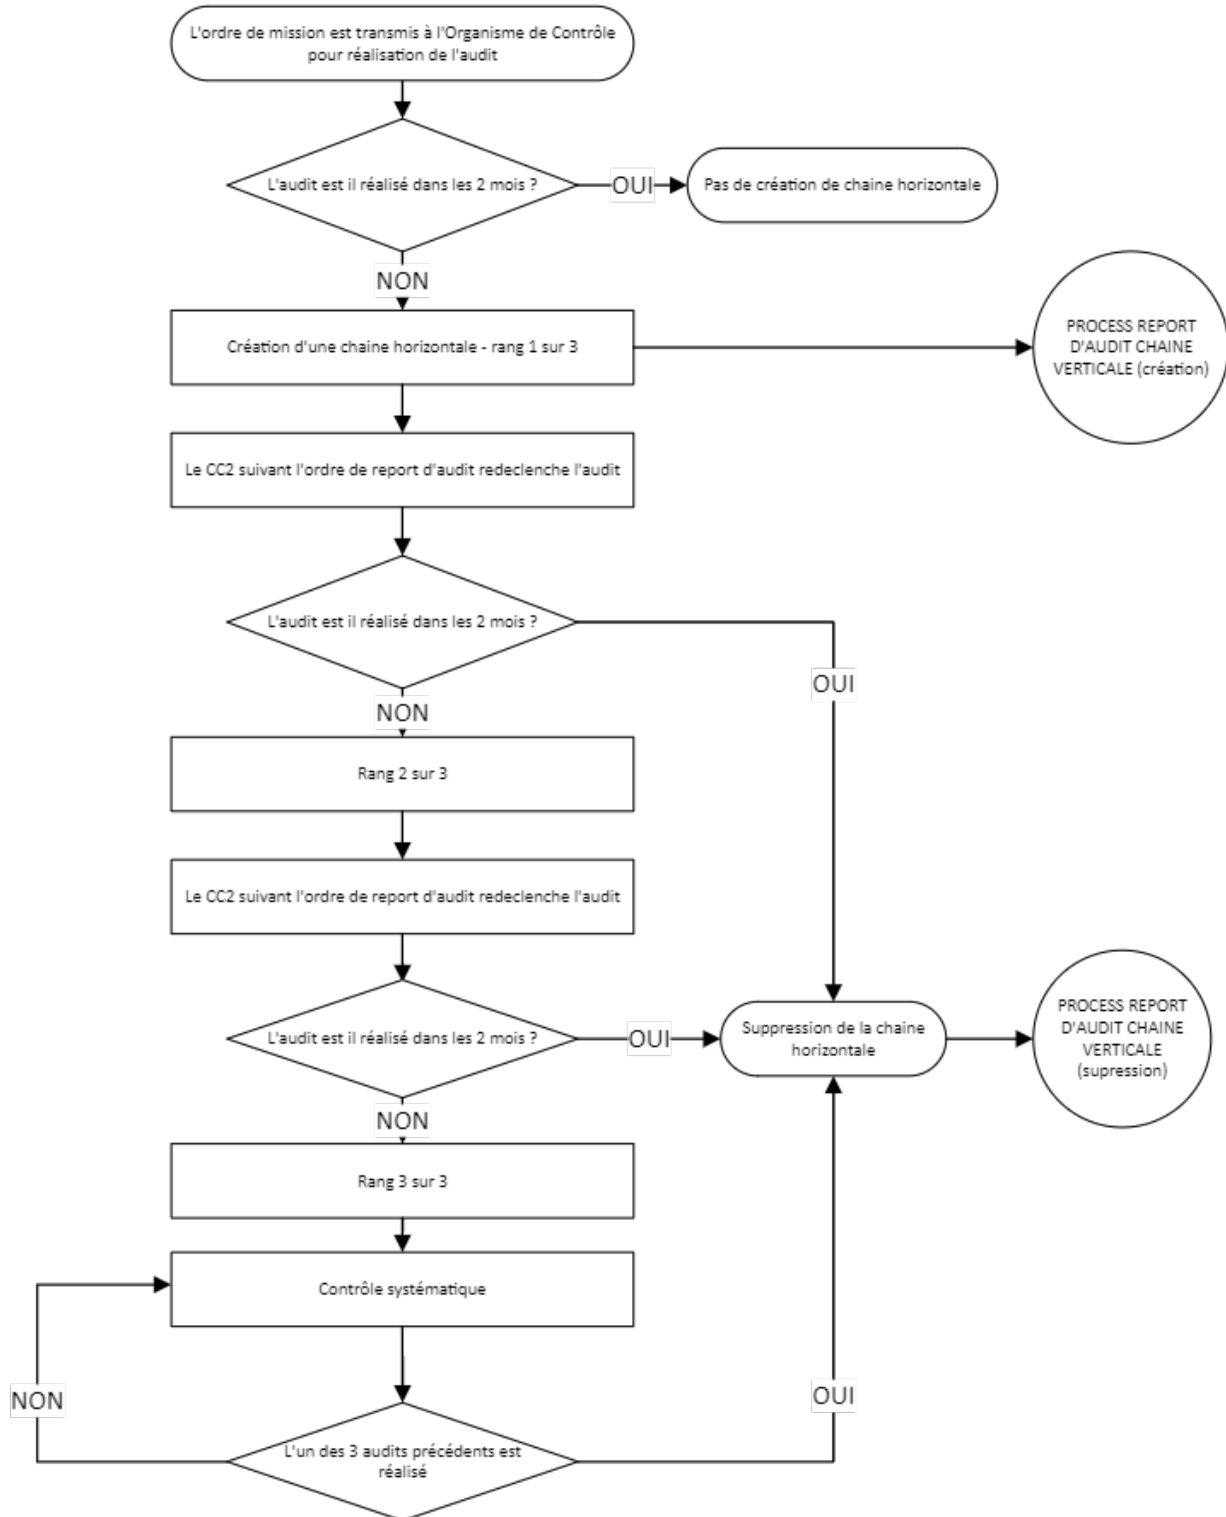 L'ordre de mission est transmis à l'Organisme de Contrôle
pour réalisation de l'audit
L'audit est il réalisé dans les 2 mois ?
OUI
Pas de création de chaine horizontale
NON
Création d'une chaine horizontale - rang 1 sur 3
PROCESS REPORT
D'AUDIT CHAINE
VERTICALE (création)
Le CC2 suivant l'ordre de report d'audit redeclenche l'audit
L'audit est il réalisé dans les 2 mois ?
OUI
NON
Rang 2 sur 3
Le CC2 suivant l'ordre de report d'audit redeclenche l'audit
L'audit est il réalisé dans les 2 mois ?
OUI
Suppression de la chaine
horizontale
PROCESS REPORT
D'AUDIT CHAINE
VERTICALE
(supression)
NON
Rang 3 sur 3
Contrôle systématique
NON
OUI
L'un des 3 audits précédents est
réalisé